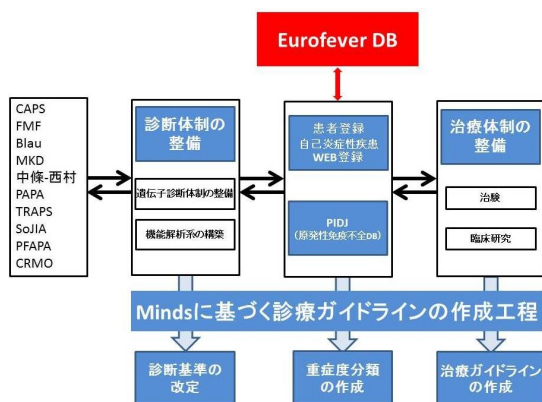 Eurofever DB
CAPS
FMF
Blau
MKD
中條-西村
PAPA
TRAPS
SoJIA
PFAPA
CRMO
診断体制の
整備
遺伝子診断体制の整備
機能解析系の構築
患者登録
自己炎症性疾患
WEB登録
PIDJ
(原発性免疫不全DB)
治療体制の
整備
治験
臨床研究
Mindsに基づく診療ガイドラインの作成工程
診断基準の
改定
重症度分類
の作成
治療ガイドライン
の作成